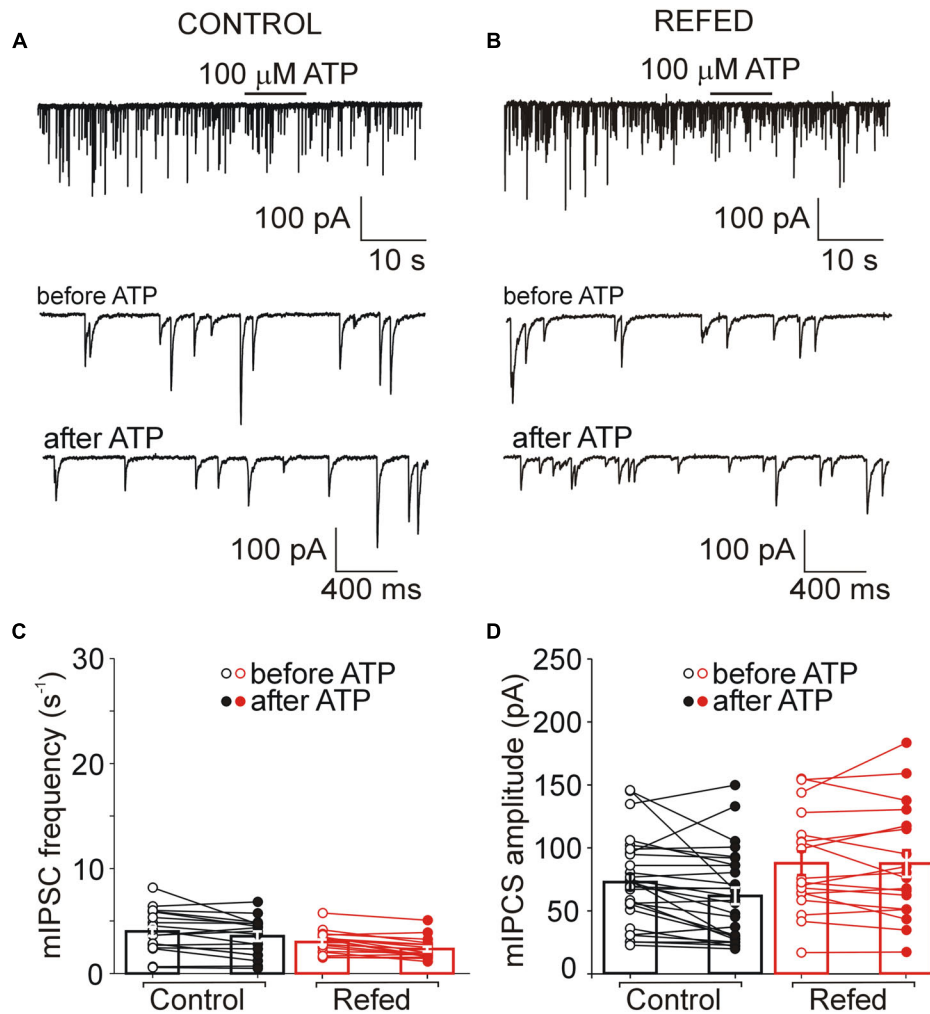 A
CONTROL
100 μM ATP
100 pA
10 s
before ATP
after ATP
100 pA
400 ms
B
REFED
100 μM ATP
100 pA
10 s
before ATP
after ATP
100 pA
400 ms
C
mIPSC frequency (s⁻¹)
30
20
10
0
before ATP
after ATP
Control
Refed
D
mIPCS amplitude (pA)
250
200
150
100
50
0
before ATP
after ATP
Control
Refed